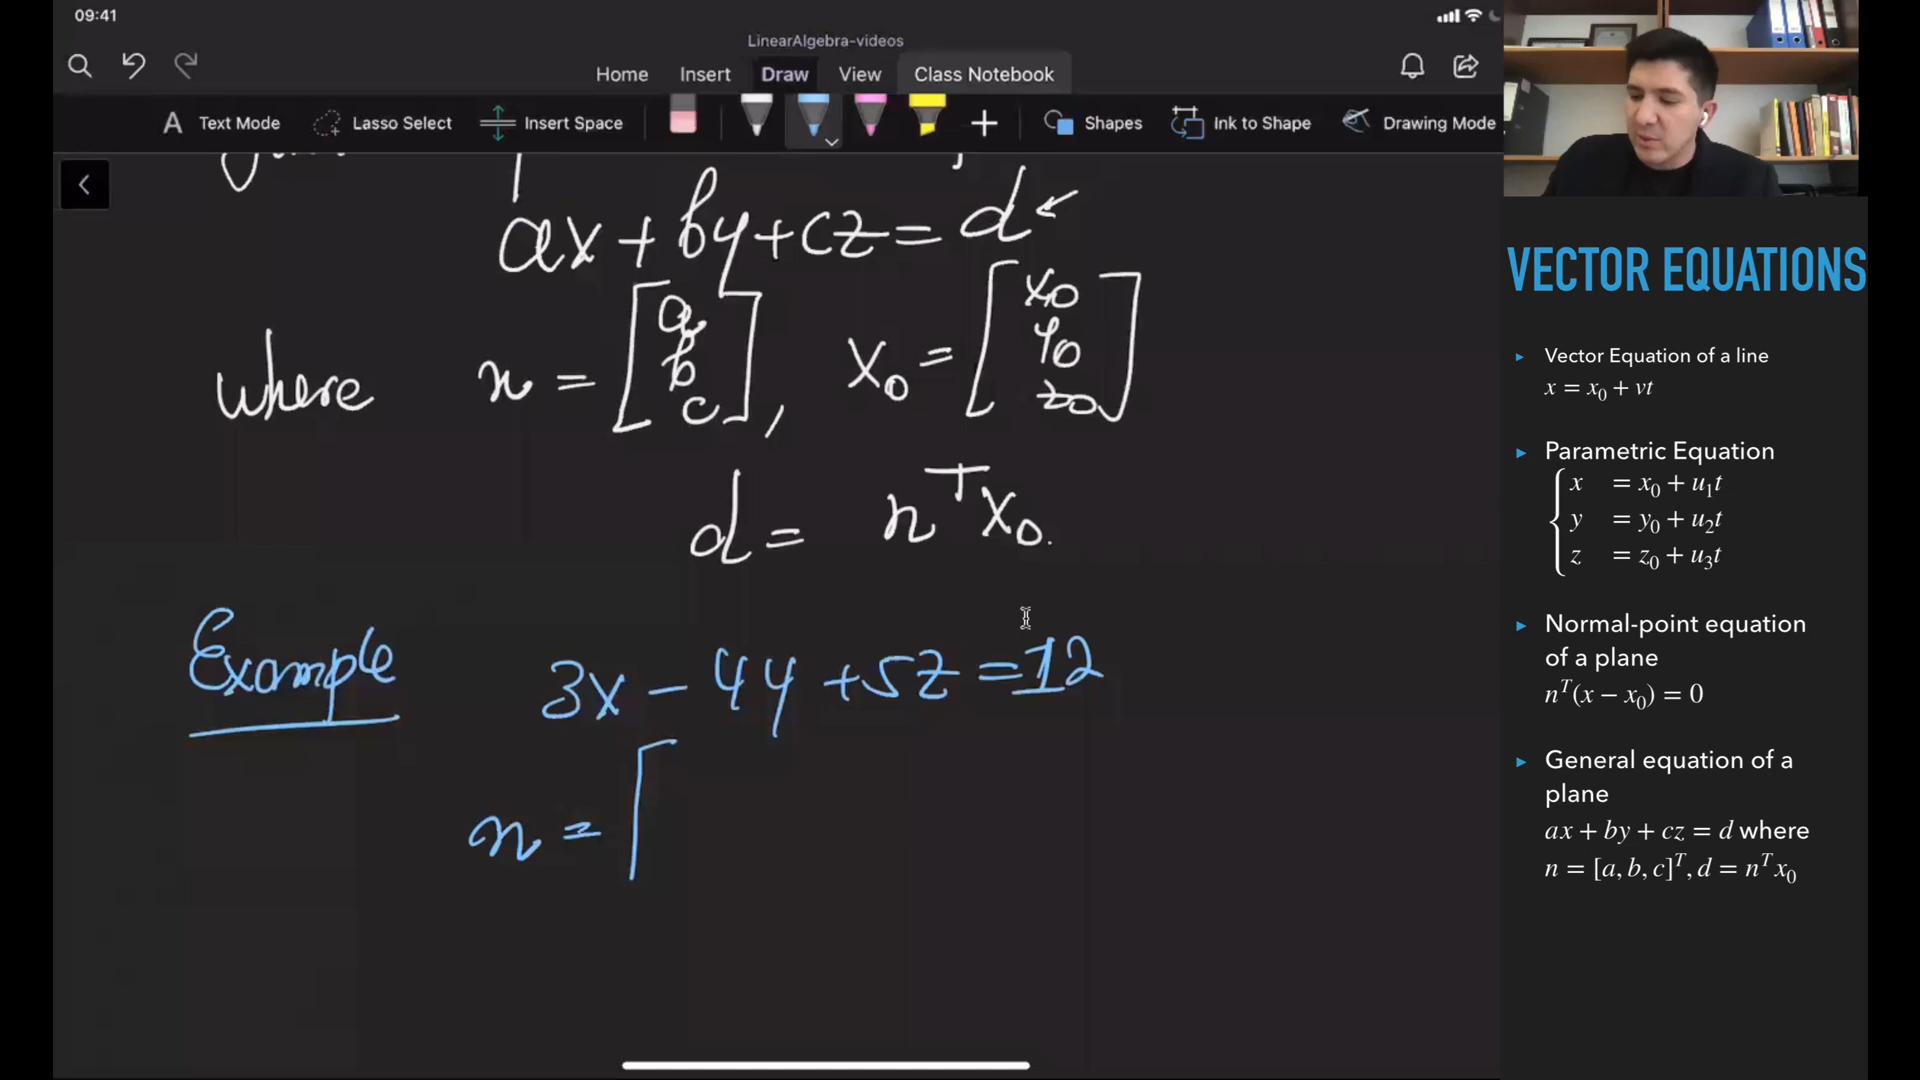 09:41
LinearAlgebra-videos
Home Insert Draw View Class Notebook
Text Mode Lasso Select Insert Space Shapes Ink to Shape Drawing Mode
ax + by + cz = d
where n = [a b c], x₀ = [x₀ y₀ z₀]
d = nᵀx₀.
Example 3x - 4y + 5z = 12
n = [
VECTOR EQUATIONS
▸ Vector Equation of a line
x = x₀ + vt
▸ Parametric Equation
x = x₀ + u₁t
y = y₀ + u₂t
z = z₀ + u₃t
▸ Normal-point equation
of a plane
nᵀ(x − x₀) = 0
▸ General equation of a
plane
ax + by + cz = d where
n = [a, b, c]ᵀ, d = nᵀx₀